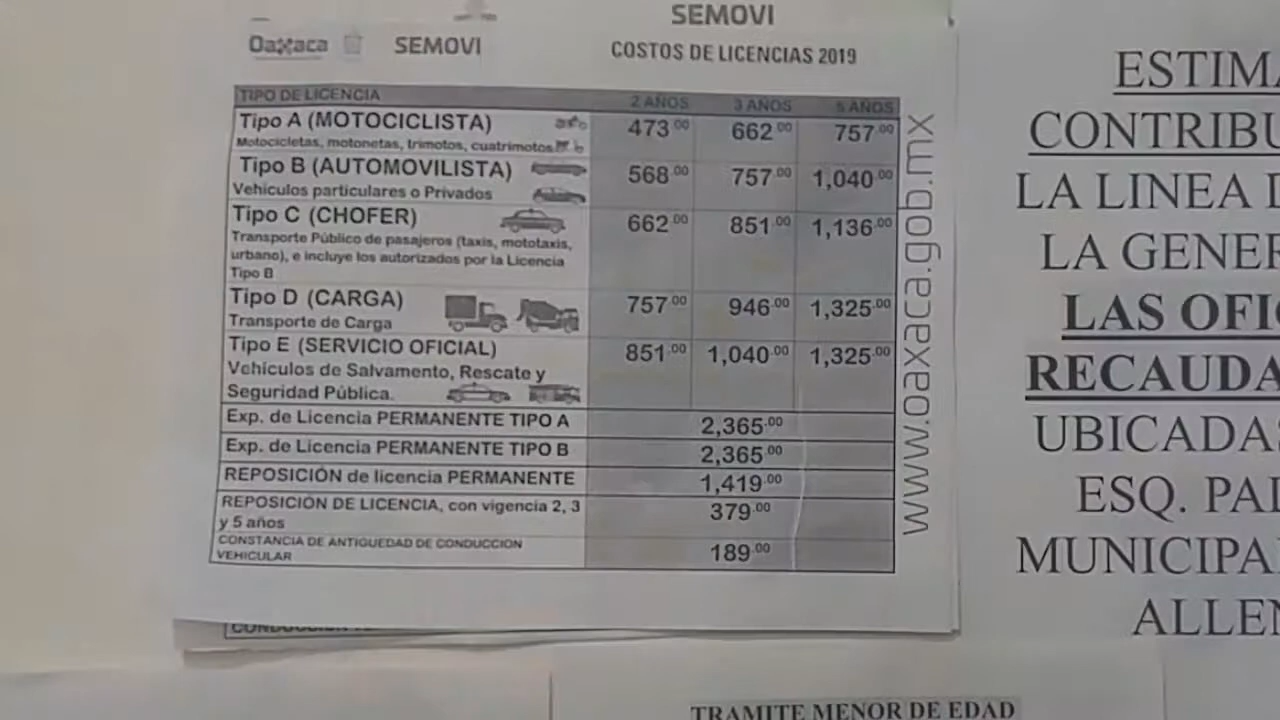 SEMOVI
Oaxaca SEMOVI COSTOS DE LICENCIAS 2019
TIPO DE LICENCIA 2 AÑOS 3 AÑOS 5 AÑOS
Tipo A (MOTOCICLISTA) 473.00 662.00 757.00
Motocicletas, motonetas, trimotos, cuatrimotos
Tipo B (AUTOMOVILISTA) 568.00 757.00 1,040.00
Vehículos particulares o Privados
Tipo C (CHOFER) 662.00 851.00 1,136.00
Transporte Público de pasajeros (taxis, mototaxis,
urbano), e incluye los autorizados por la Licencia
Tipo B
Tipo D (CARGA) 757.00 946.00 1,325.00
Transporte de Carga
Tipo E (SERVICIO OFICIAL) 851.00 1,040.00 1,325.00
Vehículos de Salvamento, Rescate y
Seguridad Pública.
Exp. de Licencia PERMANENTE TIPO A 2,365.00
Exp. de Licencia PERMANENTE TIPO B 2,365.00
REPOSICIÓN de licencia PERMANENTE 1,419.00
REPOSICIÓN DE LICENCIA, con vigencia 2, 3
y 5 años 379.00
CONSTANCIA DE ANTIGUEDAD DE CONDUCCION
VEHICULAR 189.00
www.oaxaca.gob.mx
ESTIMA
CONTRIBU
LA LINEA D
LA GENER
LAS OFIC
RECAUDA
UBICADAS
ESQ. PAL
MUNICIPA
ALLEN
TRAMITE MENOR DE EDAD